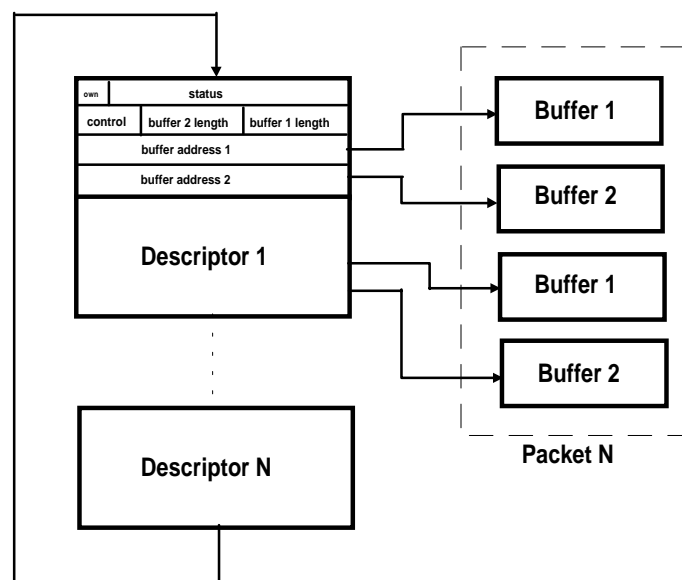 own status
control buffer 2 length buffer 1 length
buffer address 1
buffer address 2
Descriptor 1
Descriptor N
Buffer 1
Buffer 2
Buffer 1
Buffer 2
Packet N